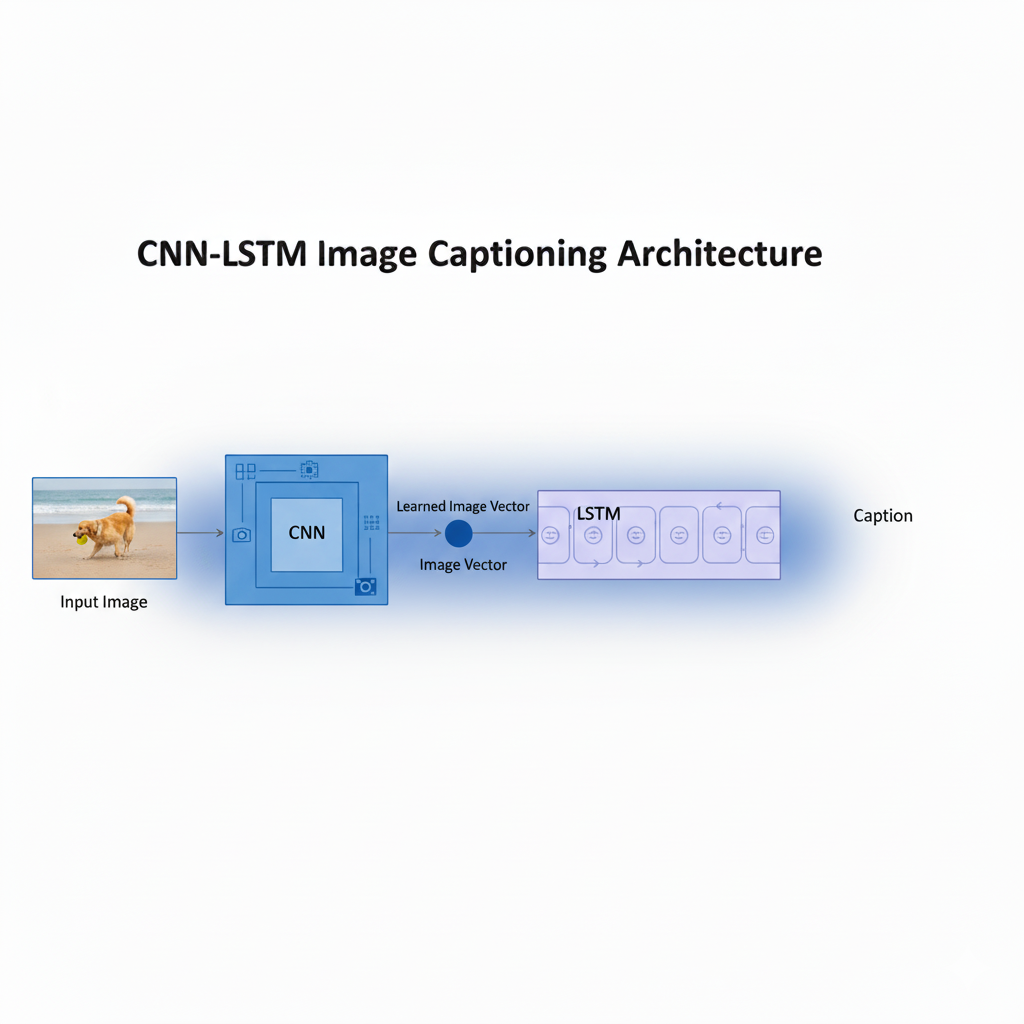 CNN-LSTM Image Captioning Architecture
Input Image
CNN
Learned Image Vector
Image Vector
LSTM
Caption